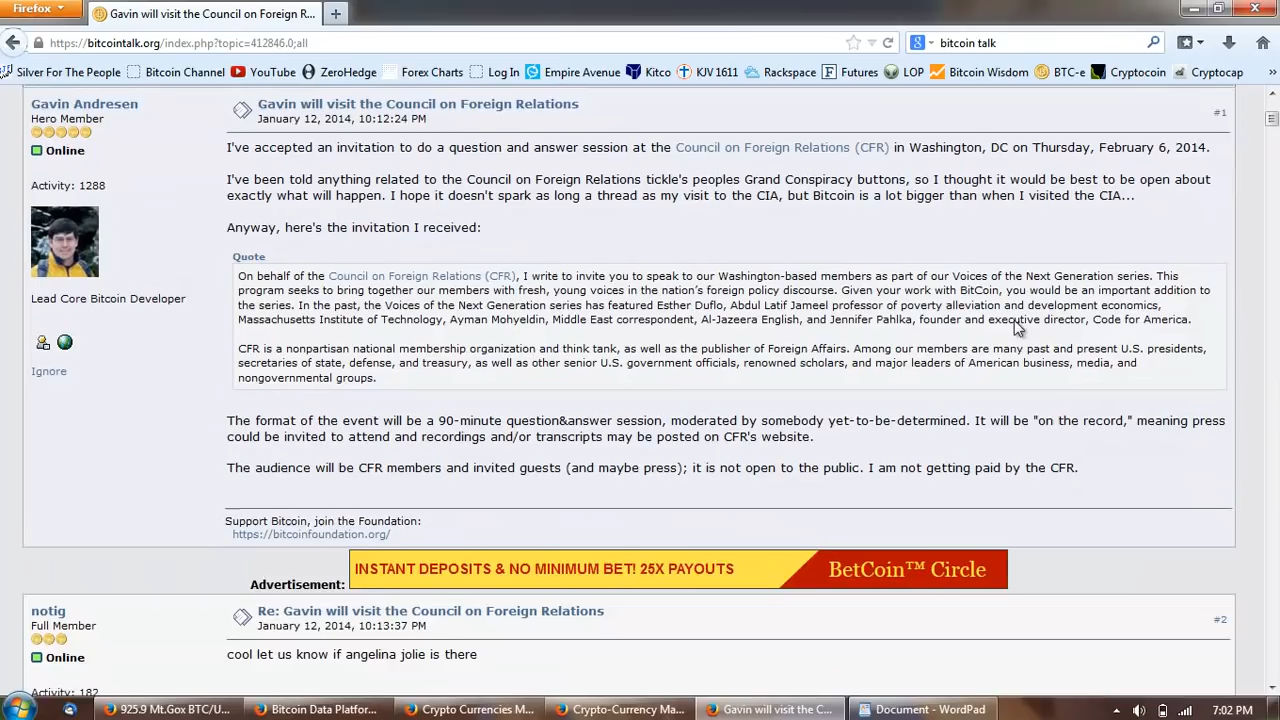 Firefox
Gavin will visit the Council on Foreign R...
https://bitcointalk.org/index.php?topic=412846.0;all
bitcoin talk
Silver For The People
Bitcoin Channel
YouTube
ZeroHedge
Forex Charts
Log In
Empire Avenue
Kitco
KJV 1611
Rackspace
Futures
LOP
Bitcoin Wisdom
BTC-e
Cryptocoin
Cryptocap
»
Gavin Andresen
Hero Member
Online
Activity: 1288
Lead Core Bitcoin Developer
Ignore
Gavin will visit the Council on Foreign Relations
January 12, 2014, 10:12:24 PM
#1
I've accepted an invitation to do a question and answer session at the Council on Foreign Relations (CFR) in Washington, DC on Thursday, February 6, 2014.
I've been told anything related to the Council on Foreign Relations tickle's peoples Grand Conspiracy buttons, so I thought it would be best to be open about
exactly what will happen. I hope it doesn't spark as long a thread as my visit to the CIA, but Bitcoin is a lot bigger than when I visited the CIA...
Anyway, here's the invitation I received:
Quote
On behalf of the Council on Foreign Relations (CFR), I write to invite you to speak to our Washington-based members as part of our Voices of the Next Generation series. This
program seeks to bring together our members with fresh, young voices in the nation's foreign policy discourse. Given your work with BitCoin, you would be an important addition to
the series. In the past, the Voices of the Next Generation series has featured Esther Duflo, Abdul Latif Jameel professor of poverty alleviation and development economics,
Massachusetts Institute of Technology, Ayman Mohyeldin, Middle East correspondent, Al-Jazeera English, and Jennifer Pahlka, founder and executive director, Code for America.
CFR is a nonpartisan national membership organization and think tank, as well as the publisher of Foreign Affairs. Among our members are many past and present U.S. presidents,
secretaries of state, defense, and treasury, as well as other senior U.S. government officials, renowned scholars, and major leaders of American business, media, and
nongovernmental groups.
The format of the event will be a 90-minute question&answer session, moderated by somebody yet-to-be-determined. It will be "on the record," meaning press
could be invited to attend and recordings and/or transcripts may be posted on CFR's website.
The audience will be CFR members and invited guests (and maybe press); it is not open to the public. I am not getting paid by the CFR.
Support Bitcoin, join the Foundation:
https://bitcoinfoundation.org/
Advertisement:
INSTANT DEPOSITS & NO MINIMUM BET! 25X PAYOUTS
BetCoin™ Circle
notig
Full Member
Online
Activity: 182
Re: Gavin will visit the Council on Foreign Relations
January 12, 2014, 10:13:37 PM
#2
cool let us know if angelina jolie is there
925.9 Mt.Gox BTC/U...
Bitcoin Data Platfor...
Crypto Currencies M...
Crypto-Currency Ma...
Gavin will visit the C...
Document - WordPad
7:02 PM